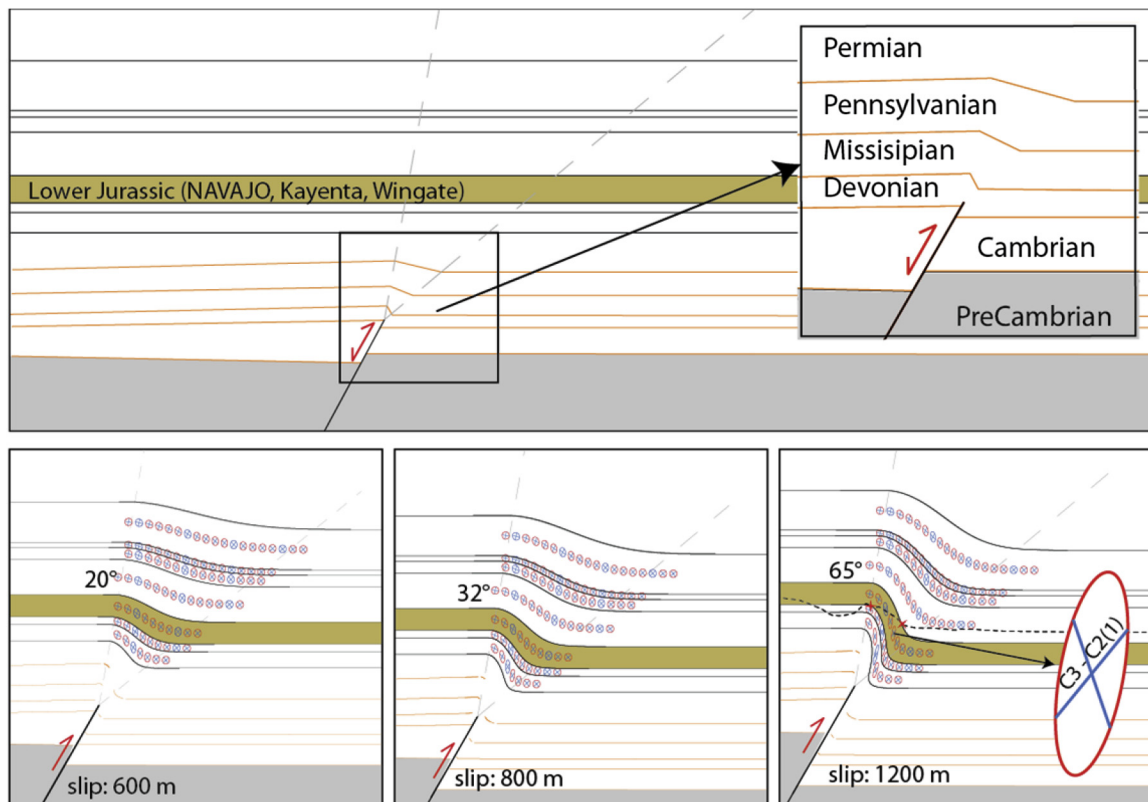 Permian
Pennsylvanian
Missisipian
Devonian
Cambrian
PreCambrian
Lower Jurassic (NAVAJO, Kayenta, Wingate)
20°
slip: 600 m
32°
slip: 800 m
65°
C3 - C2(1)
slip: 1200 m